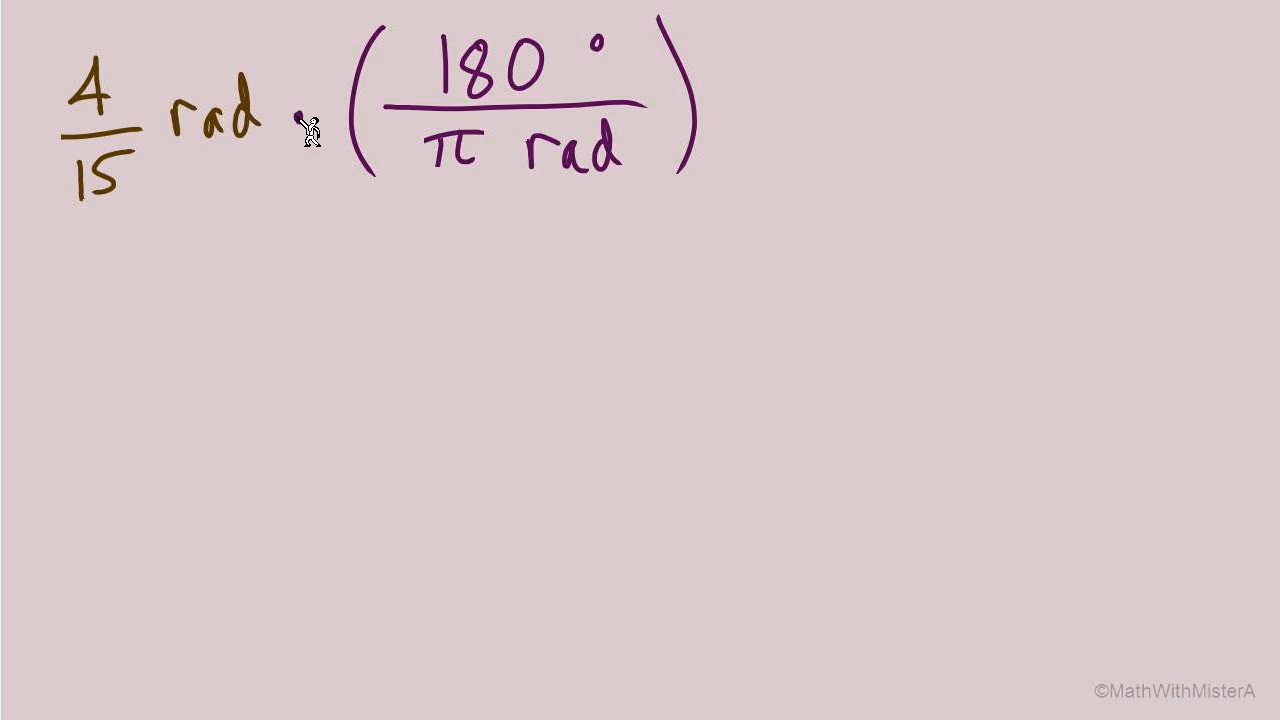 4/15 rad · (180° / π rad)
©MathWithMisterA